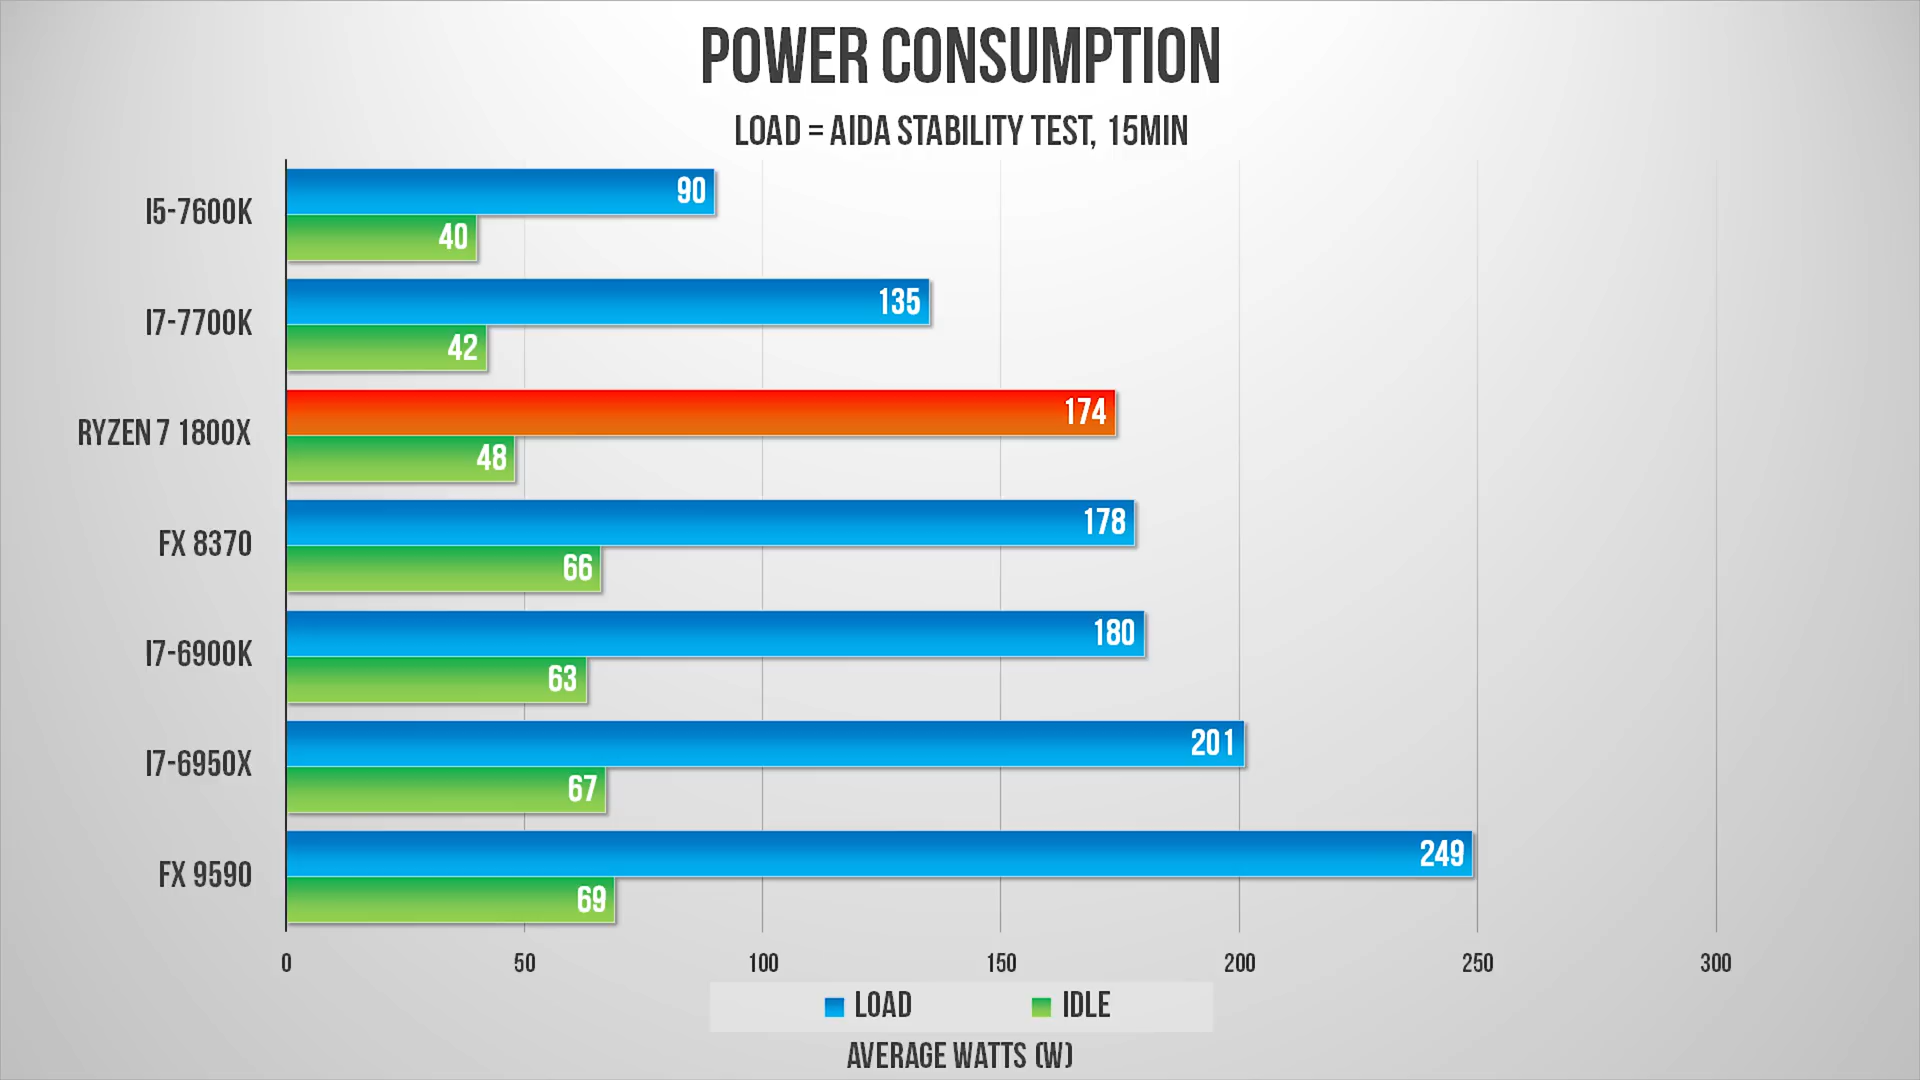 POWER CONSUMPTION
LOAD = AIDA STABILITY TEST, 15MIN
I5-7600K
90
40
I7-7700K
135
42
RYZEN 7 1800X
174
48
FX 8370
178
66
I7-6900K
180
63
I7-6950X
201
67
FX 9590
249
69
0 50 100 150 200 250 300
LOAD IDLE
AVERAGE WATTS (W)